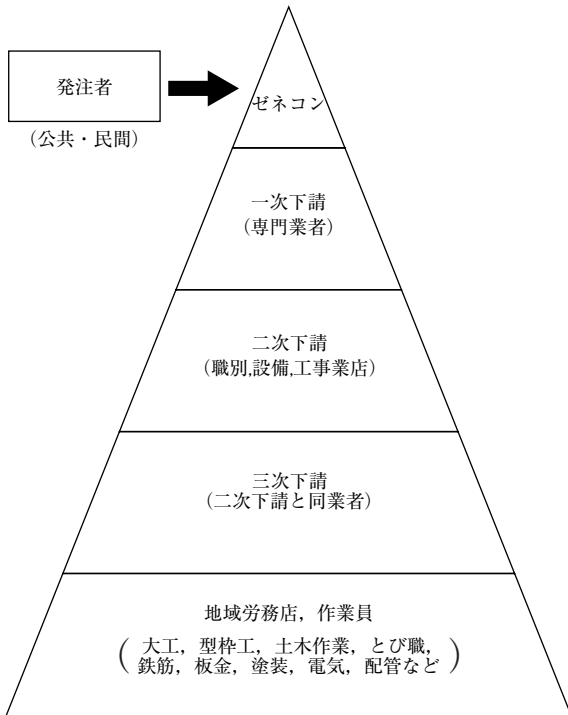 発注者
(公共・民間)
ゼネコン
一次下請
(専門業者)
二次下請
(職別,設備,工事業店)
三次下請
(二次下請と同業者)
地域労務店，作業員
(大工，型枠工，土木作業，とび職，
鉄筋，板金，塗装，電気，配管など)